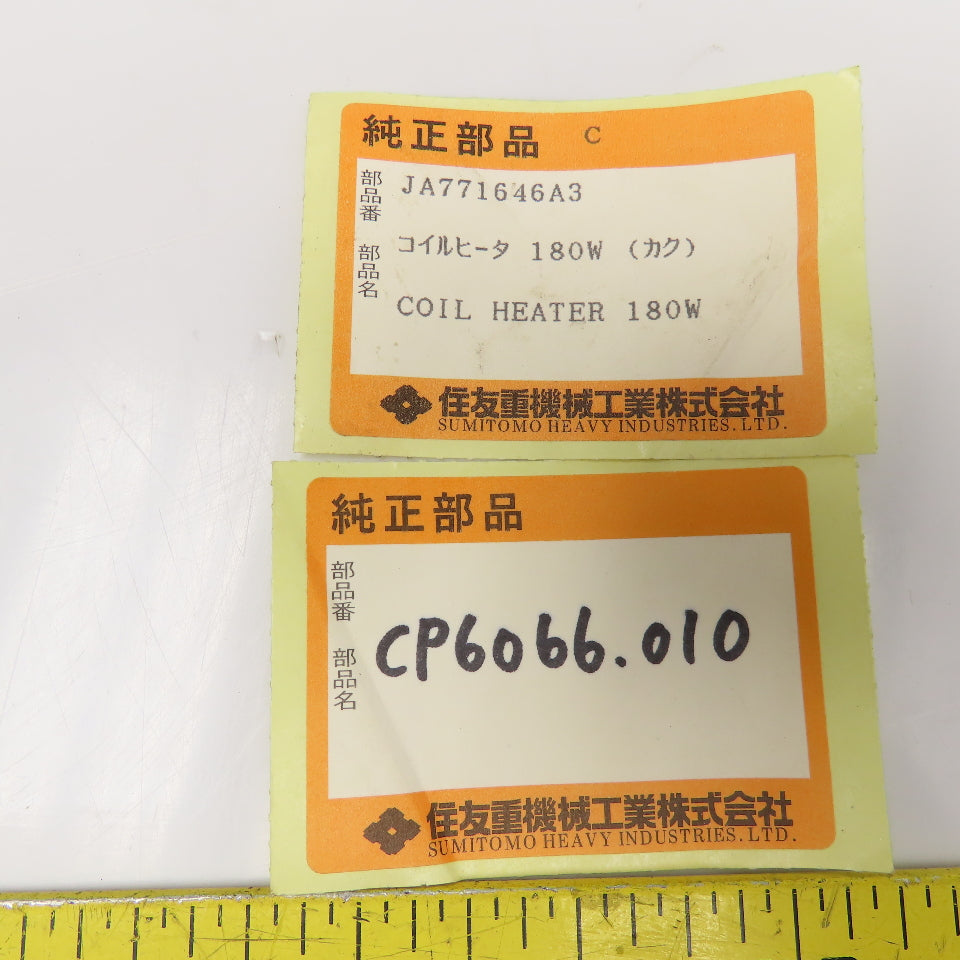 純正部品 C
部品番 JA771646A3
部品名 コイルヒータ 180W (カク)
COIL HEATER 180W
住友重機械工業株式会社
SUMITOMO HEAVY INDUSTRIES. LTD.
純正部品
部品番 CP6066.010
部品名
住友重機械工業株式会社
SUMITOMO HEAVY INDUSTRIES. LTD.